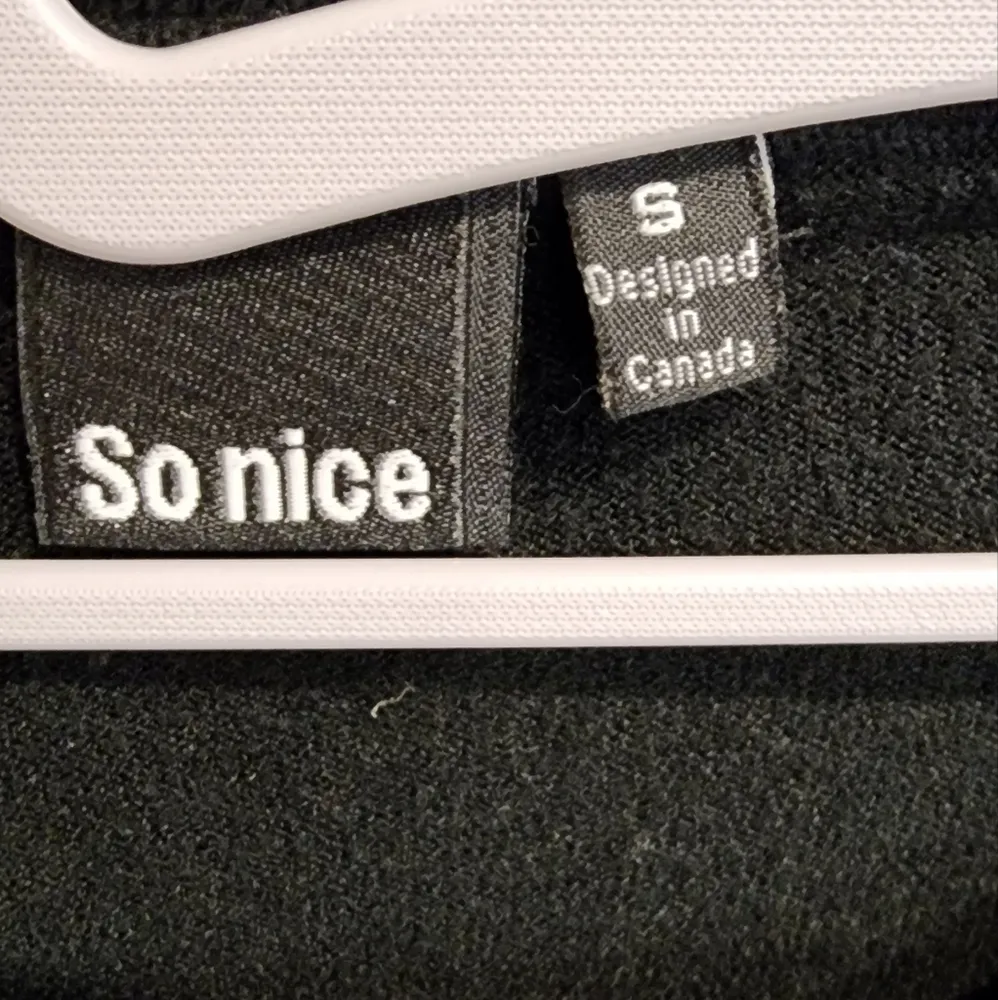 So nice
S
Designed
in
Canada